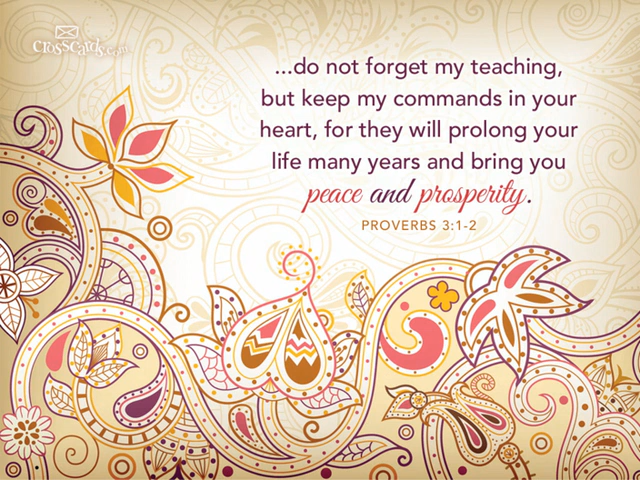 crosscards.com
...do not forget my teaching,
but keep my commands in your
heart, for they will prolong your
life many years and bring you
peace and prosperity.
PROVERBS 3:1-2